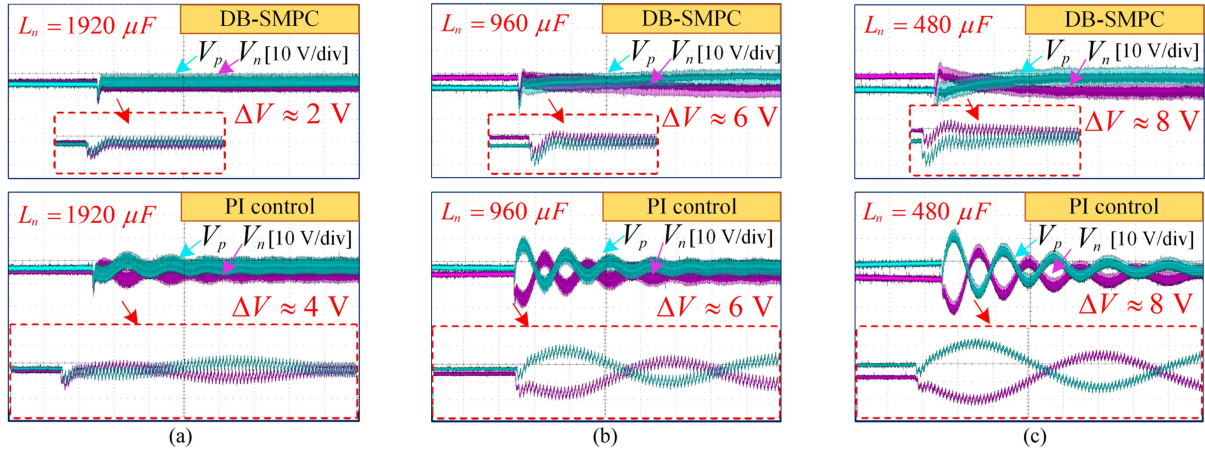 L_n = 1920 μF DB-SMPC
V_p V_n [10 V/div]
ΔV ≈ 2 V
L_n = 960 μF DB-SMPC
V_p V_n [10 V/div]
ΔV ≈ 6 V
L_n = 480 μF DB-SMPC
V_p V_n [10 V/div]
ΔV ≈ 8 V
L_n = 1920 μF PI control
V_p V_n [10 V/div]
ΔV ≈ 4 V
L_n = 960 μF PI control
V_p V_n [10 V/div]
ΔV ≈ 6 V
L_n = 480 μF PI control
V_p V_n [10 V/div]
ΔV ≈ 8 V
(a) (b) (c)